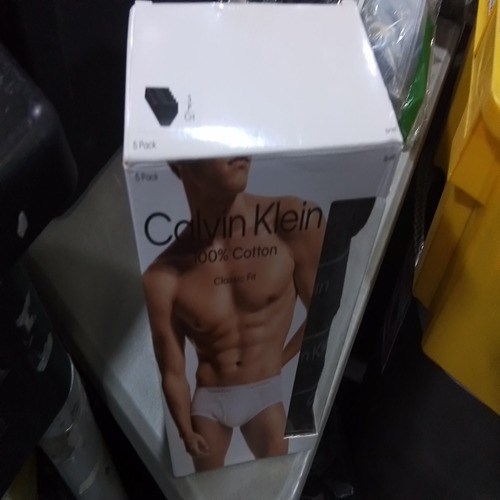 5 Pack
5 Pack
Calvin Klein
100% Cotton
Classic Fit